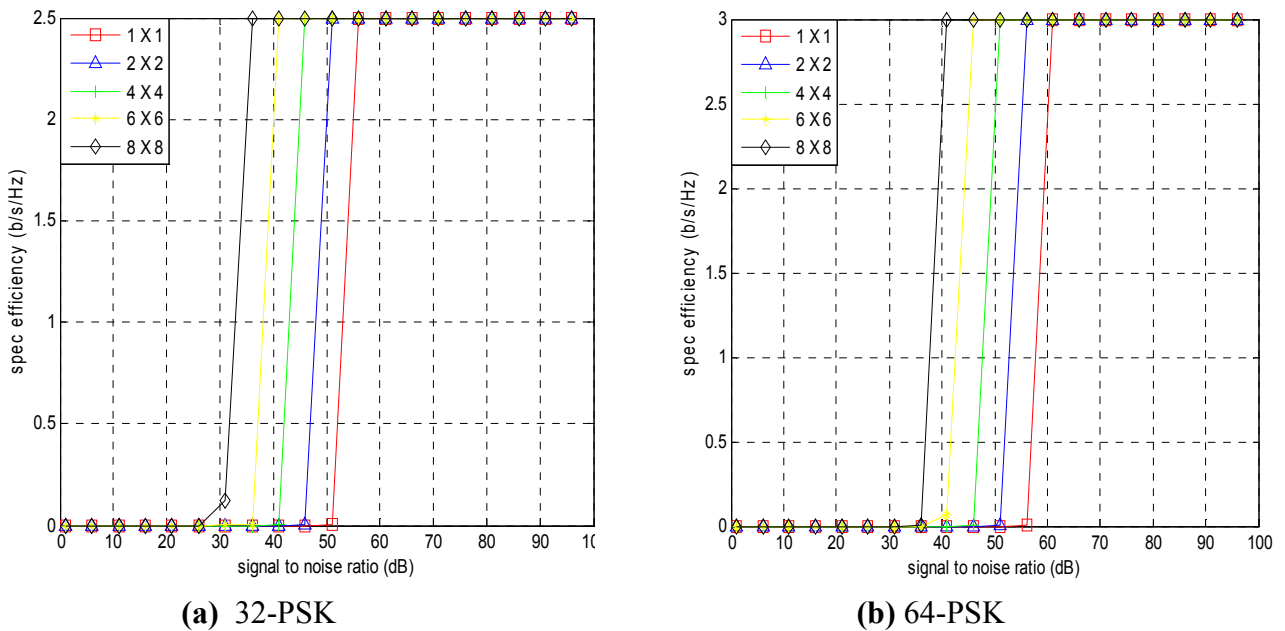 2.5
2
1.5
1
0.5
0
spec efficiency (b/s/Hz)
1 X 1
2 X 2
4 X 4
6 X 6
8 X 8
0 10 20 30 40 50 60 70 80 90 10
signal to noise ratio (dB)
(a) 32-PSK
3
2.5
2
1.5
1
0.5
0
spec efficiency (b/s/Hz)
1 X 1
2 X 2
4 X 4
6 X 6
8 X 8
0 10 20 30 40 50 60 70 80 90 100
signal to noise ratio (dB)
(b) 64-PSK